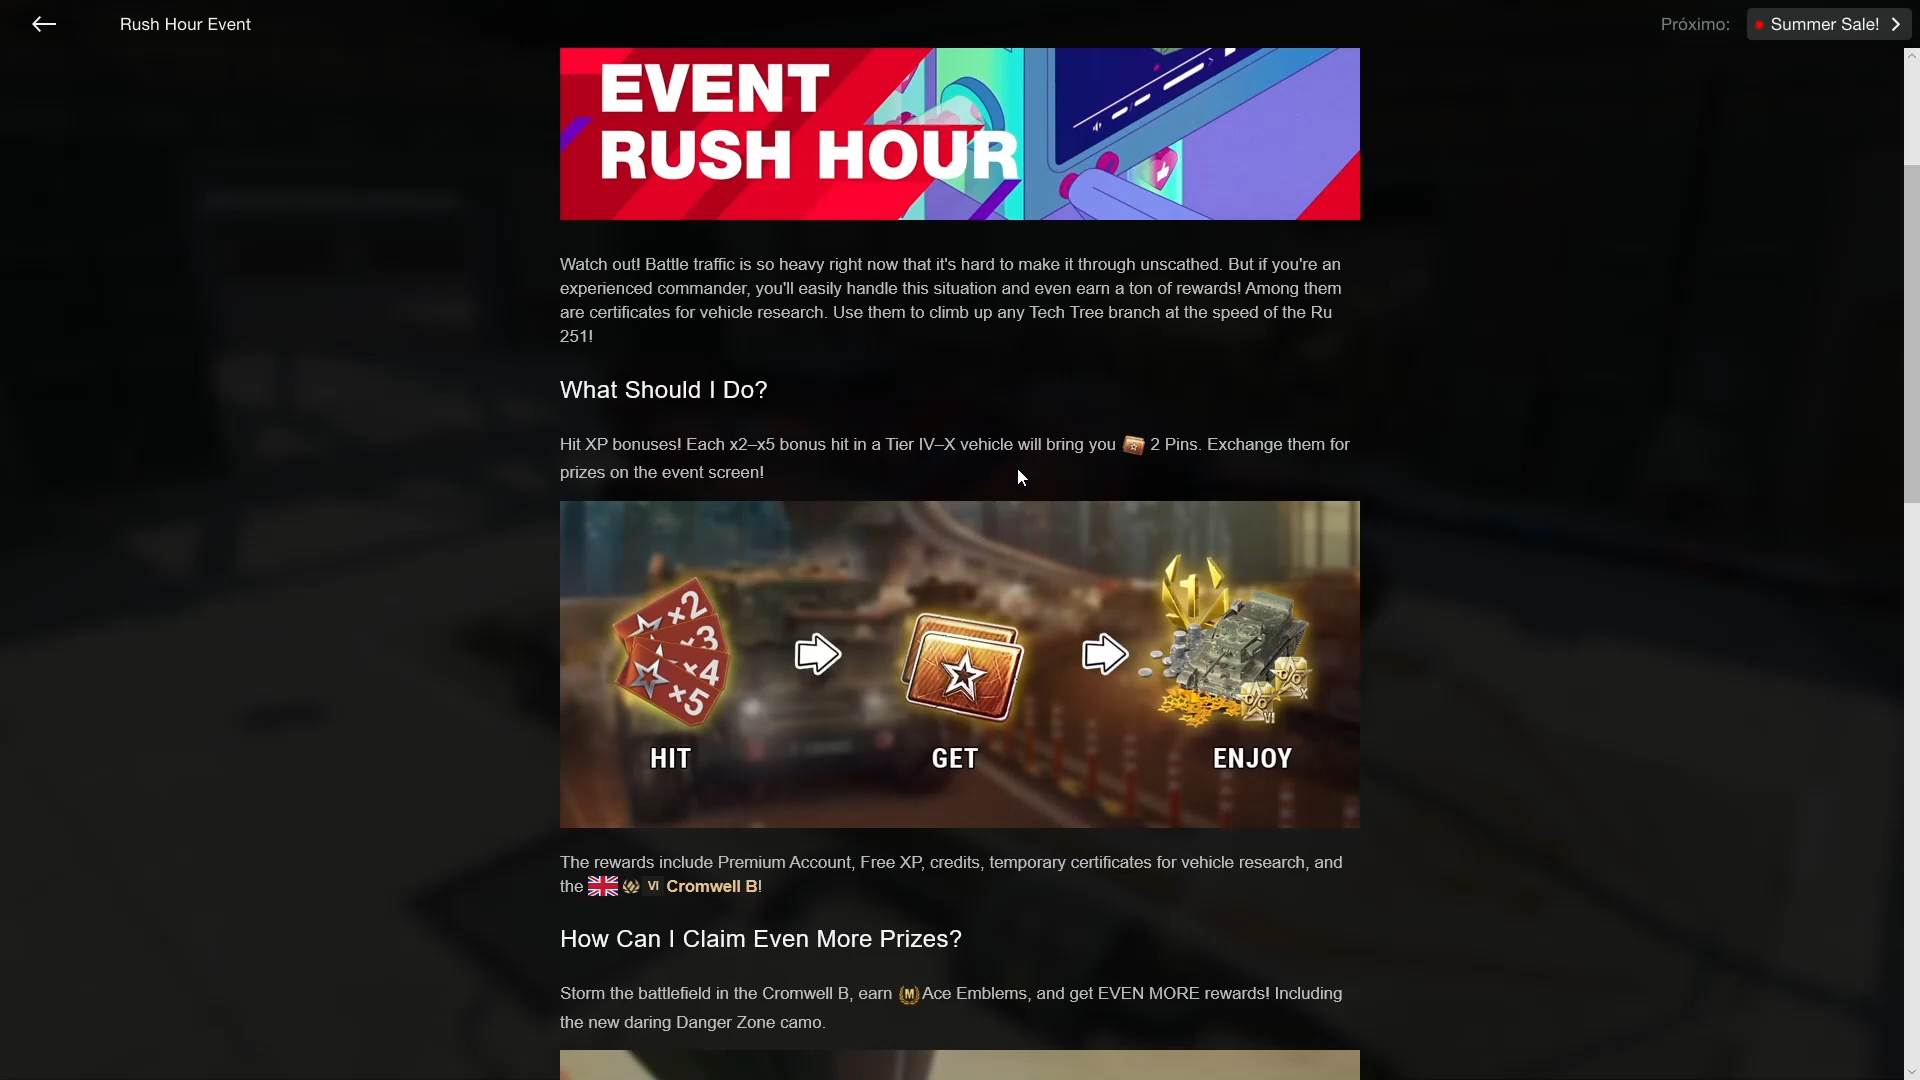 Rush Hour Event
Próximo:
Summer Sale!
EVENT
RUSH HOUR
Watch out! Battle traffic is so heavy right now that it's hard to make it through unscathed. But if you're an
experienced commander, you'll easily handle this situation and even earn a ton of rewards! Among them
are certificates for vehicle research. Use them to climb up any Tech Tree branch at the speed of the Ru
251!
What Should I Do?
Hit XP bonuses! Each x2–x5 bonus hit in a Tier IV–X vehicle will bring you 2 Pins. Exchange them for
prizes on the event screen!
x2
x3
x4
x5
1
X
VI
HIT
GET
ENJOY
The rewards include Premium Account, Free XP, credits, temporary certificates for vehicle research, and
the VI Cromwell B!
How Can I Claim Even More Prizes?
Storm the battlefield in the Cromwell B, earn M Ace Emblems, and get EVEN MORE rewards! Including
the new daring Danger Zone camo.